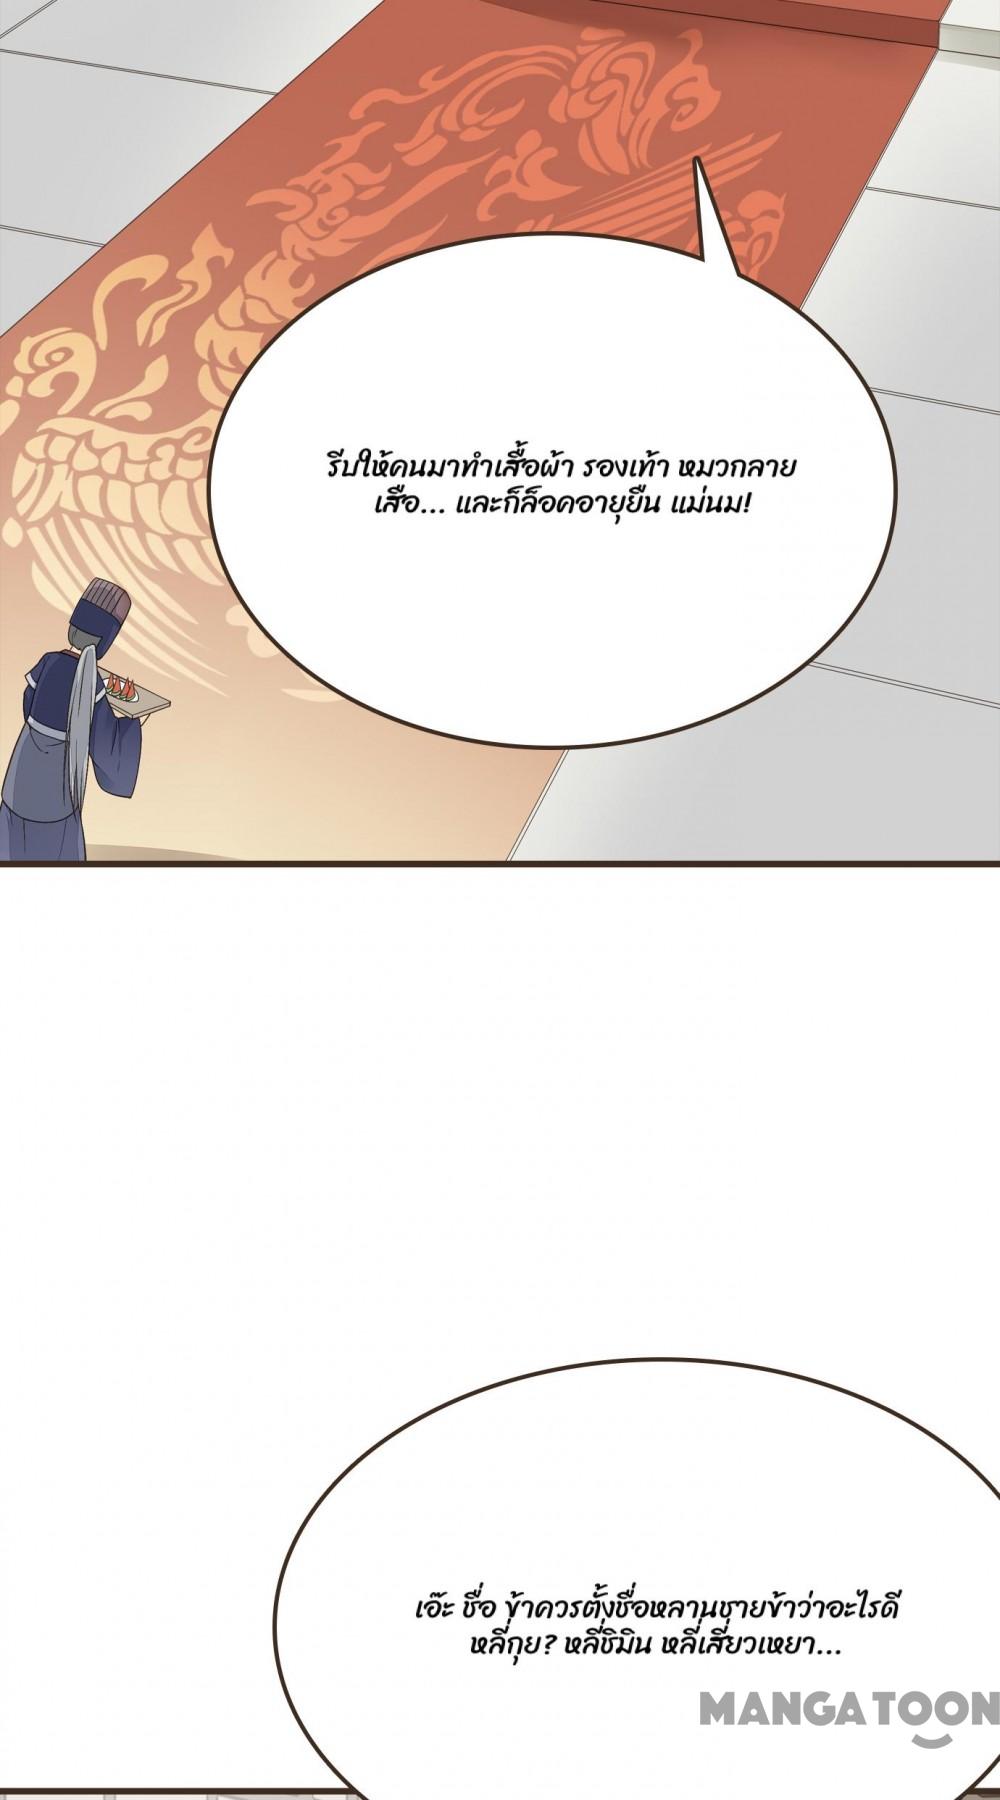 รีบให้คนมาทำเสื้อผ้า รองเท้า หมวกลาย
เสือ... และก็ล็อคอายุยืน แม่นม!
เอ๊ะ ชื่อ ข้าควรตั้งชื่อหลานชายข้าว่าอะไรดี
หลี่กุย? หลี่ชิมิน หลี่เสี่ยวเหยา...
MANGATOON